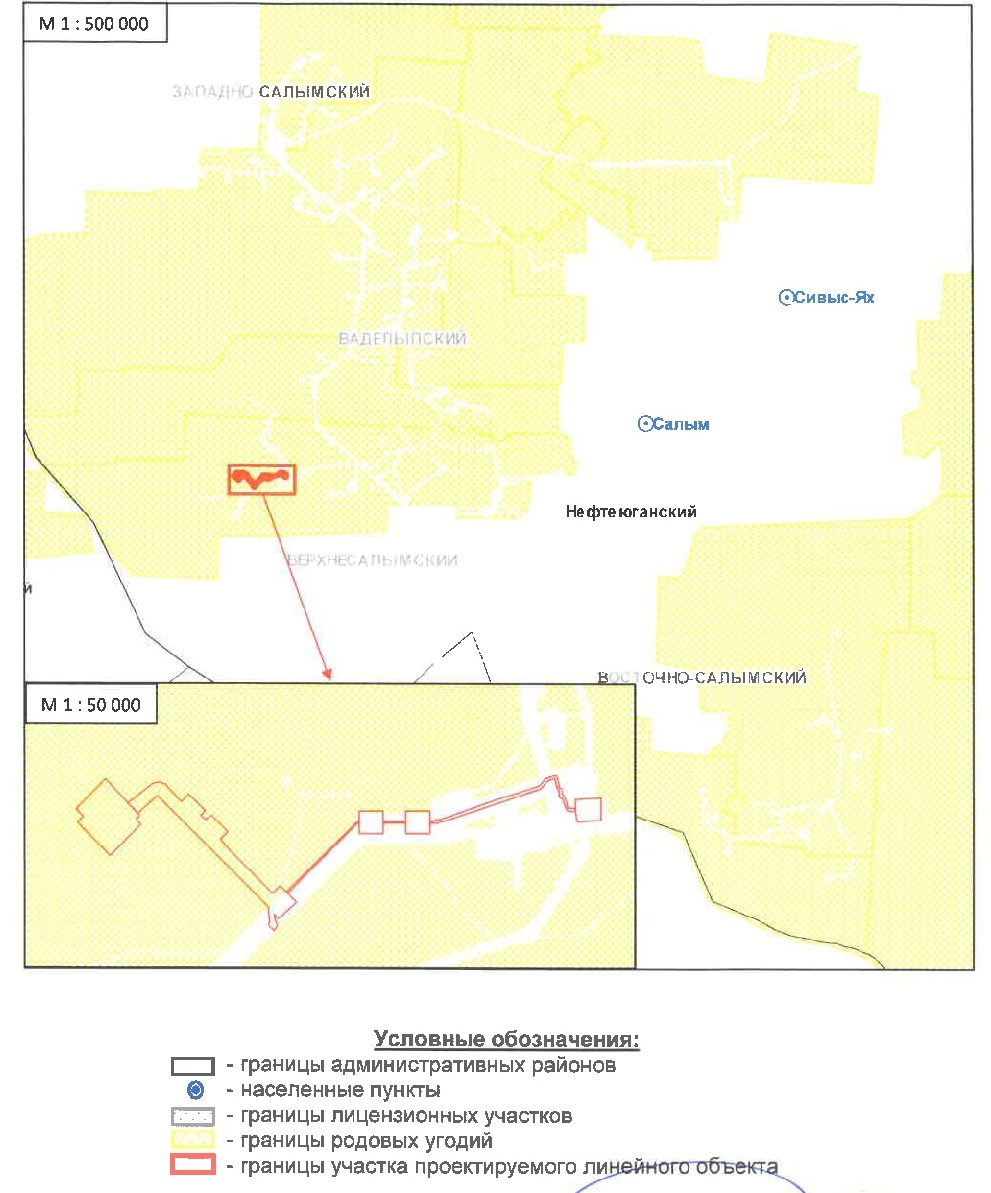 М 1 : 500 000
ЗАПАДНО САЛЫМСКИЙ
Сивыс-Ях
ВАДЕЛЫПСКИЙ
Салым
Нефтеюганский
ВЕРХНЕСАЛЫМСКИЙ
й
ВОСТОЧНО-САЛЫМСКИЙ
М 1 : 50 000
Условные обозначения:
- границы административных районов
- населенные пункты
- границы лицензионных участков
- границы родовых угодий
- границы участка проектируемого линейного объекта